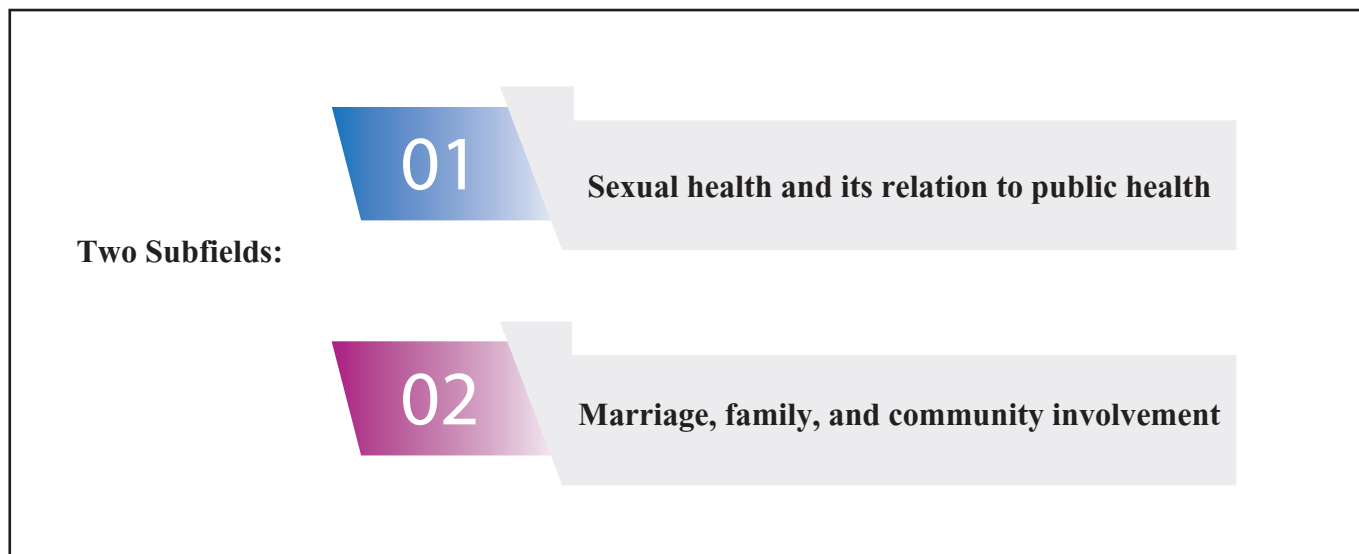 01
Sexual health and its relation to public health
Two Subfields:
02
Marriage, family, and community involvement